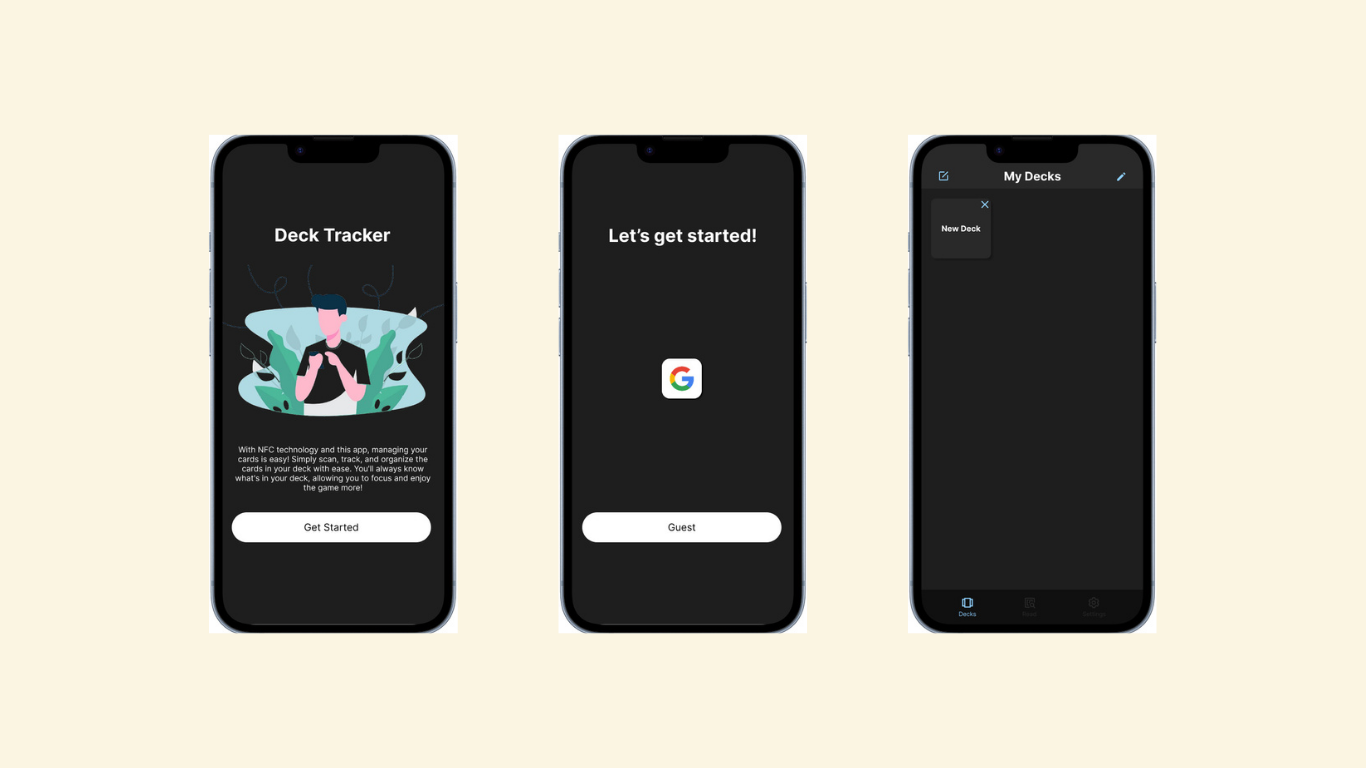 Deck Tracker
With NFC technology and this app, managing your
cards is easy! Simply scan, track, and organize the
cards in your deck with ease. You'll always know
what's in your deck, allowing you to focus and enjoy
the game more!
Get Started
Let's get started!
G
Guest
My Decks
New Deck
Decks